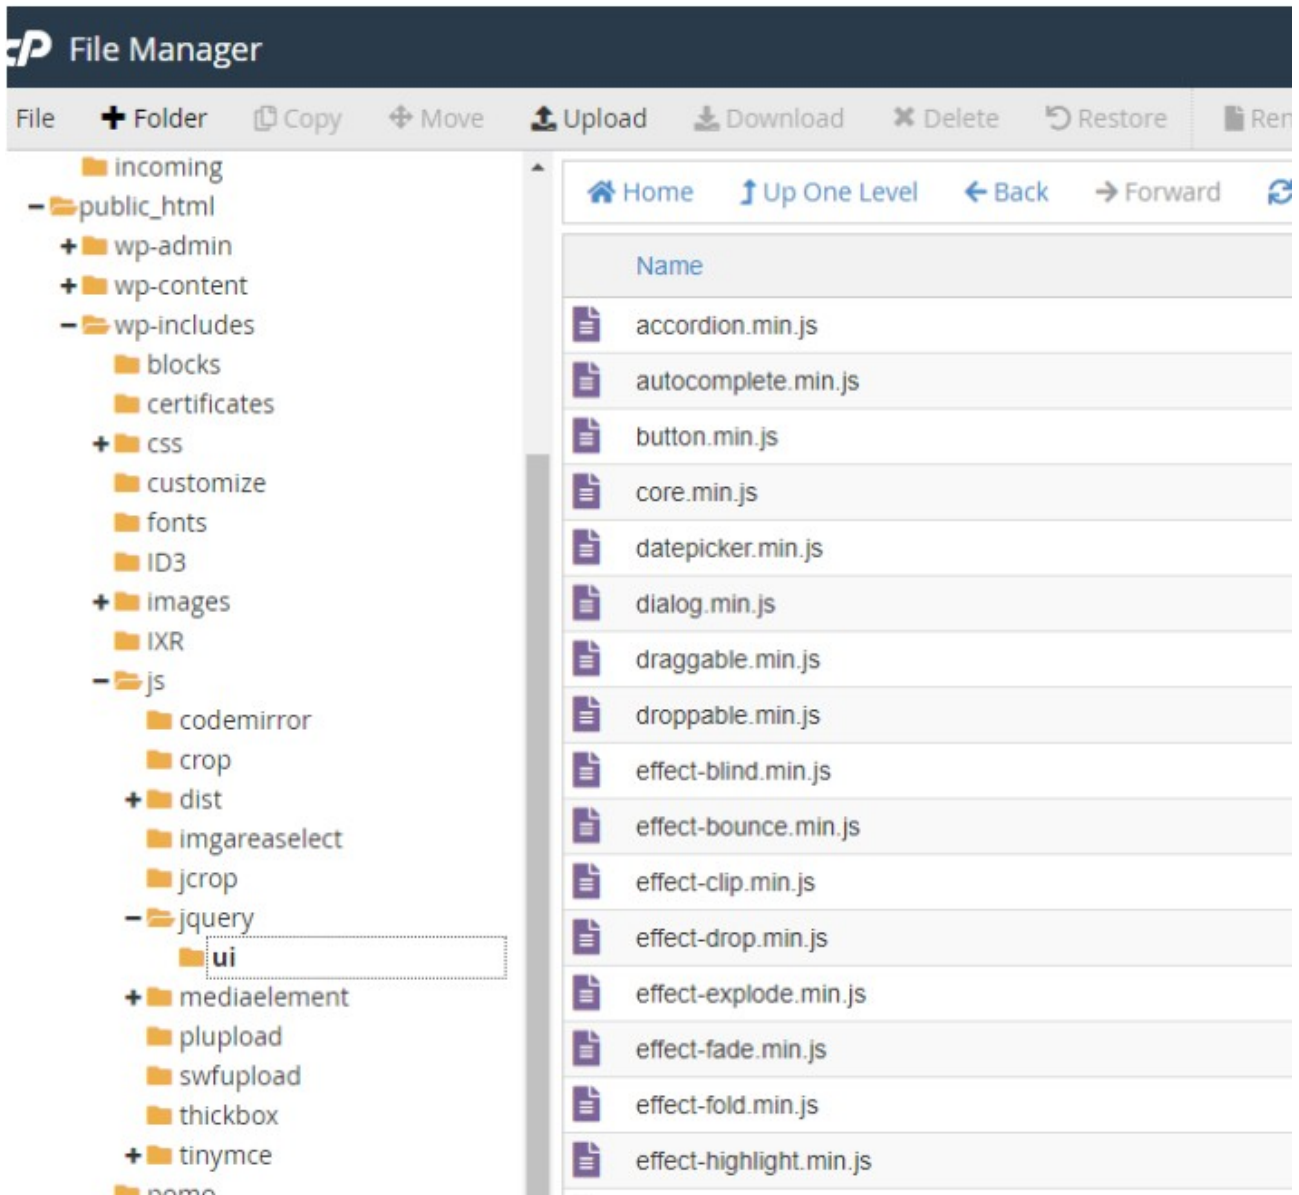 cP File Manager
File + Folder Copy Move Upload Download Delete Restore Ren
incoming
public_html
wp-admin
wp-content
wp-includes
blocks
certificates
css
customize
fonts
ID3
images
IXR
js
codemirror
crop
dist
imgareaselect
jcrop
jquery
ui
mediaelement
plupload
swfupload
thickbox
tinymce
pomo
Home Up One Level Back Forward
Name
accordion.min.js
autocomplete.min.js
button.min.js
core.min.js
datepicker.min.js
dialog.min.js
draggable.min.js
droppable.min.js
effect-blind.min.js
effect-bounce.min.js
effect-clip.min.js
effect-drop.min.js
effect-explode.min.js
effect-fade.min.js
effect-fold.min.js
effect-highlight.min.js